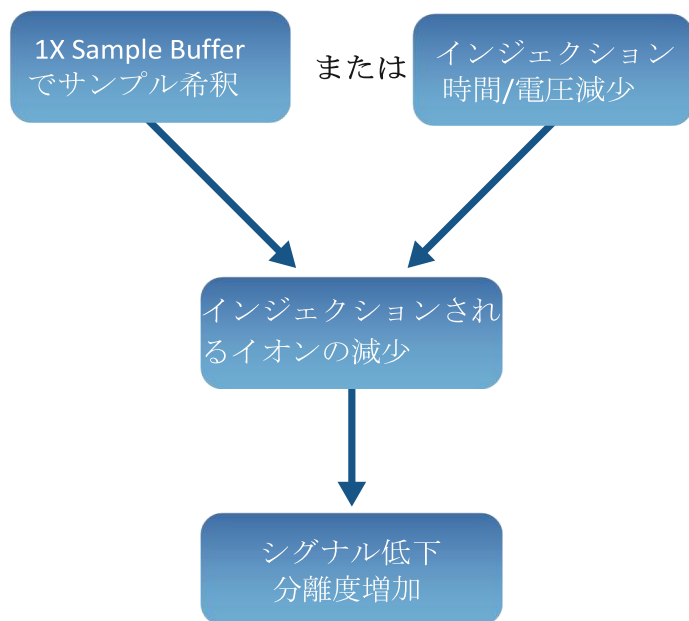 1X Sample Buffer
でサンプル希釈
または
インジェクション
時間/電圧減少
インジェクションされ
るイオンの減少
シグナル低下
分離度増加